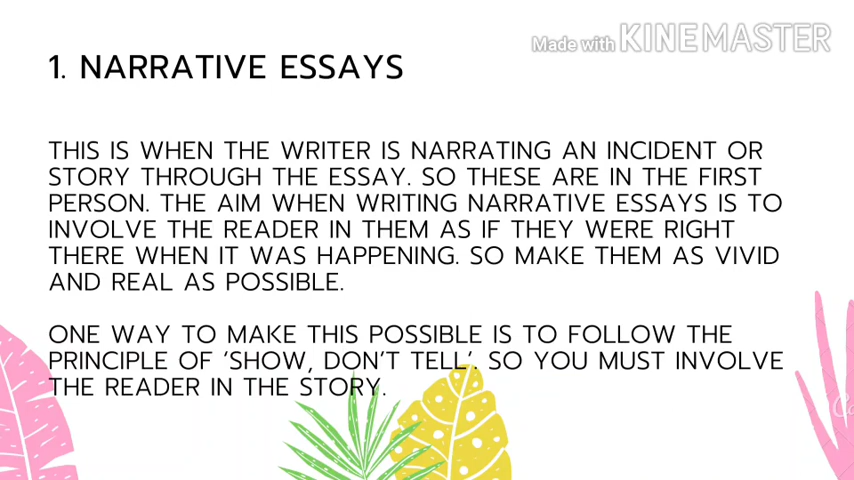 Made with KINEMASTER
1. NARRATIVE ESSAYS
THIS IS WHEN THE WRITER IS NARRATING AN INCIDENT OR
STORY THROUGH THE ESSAY. SO THESE ARE IN THE FIRST
PERSON. THE AIM WHEN WRITING NARRATIVE ESSAYS IS TO
INVOLVE THE READER IN THEM AS IF THEY WERE RIGHT
THERE WHEN IT WAS HAPPENING. SO MAKE THEM AS VIVID
AND REAL AS POSSIBLE.
ONE WAY TO MAKE THIS POSSIBLE IS TO FOLLOW THE
PRINCIPLE OF ‘SHOW, DON’T TELL’. SO YOU MUST INVOLVE
THE READER IN THE STORY.